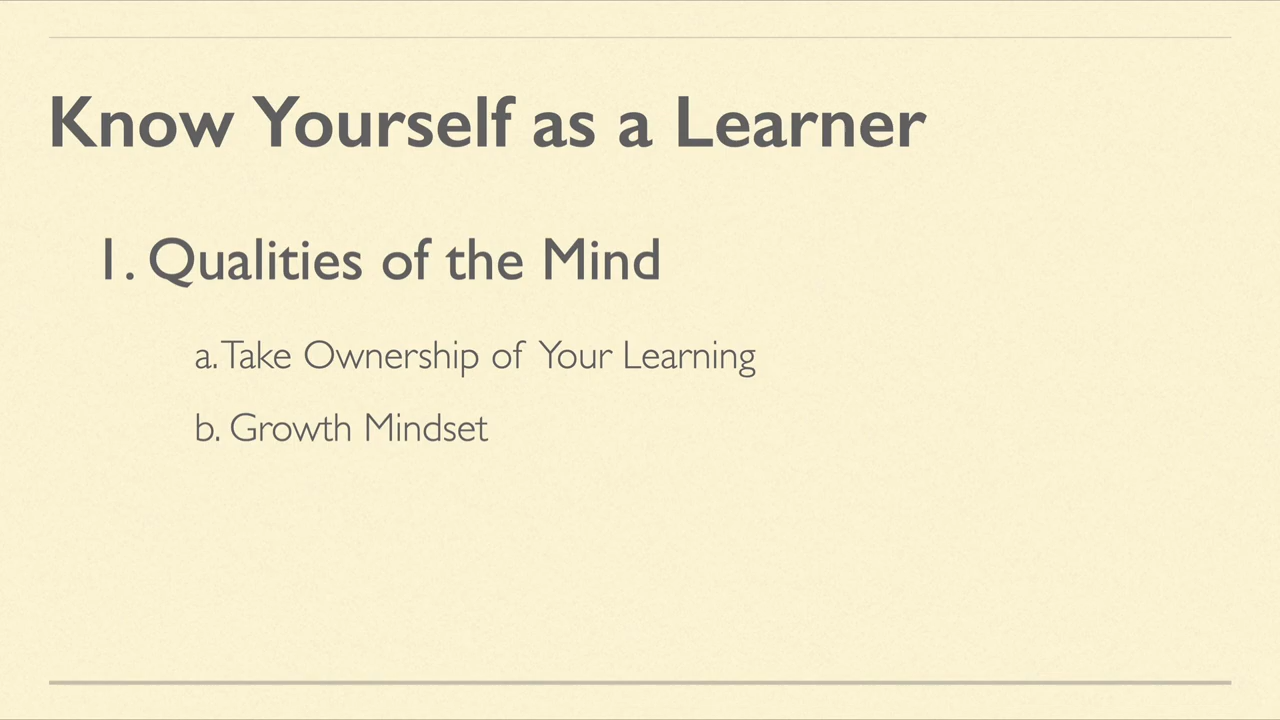 Know Yourself as a Learner
1. Qualities of the Mind
a. Take Ownership of Your Learning
b. Growth Mindset